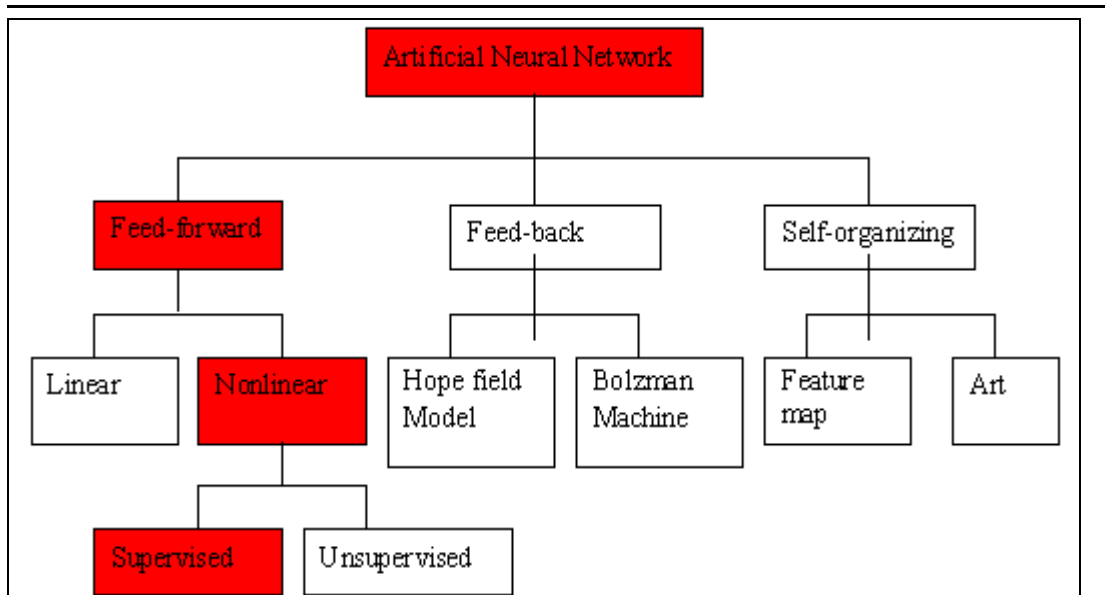 Artificial Neural Network
Feed-forward
Feed-back
Self-organizing
Linear
Nonlinear
Hope field
Model
Bolzman
Machine
Feature
map
Art
Supervised
Unsupervised